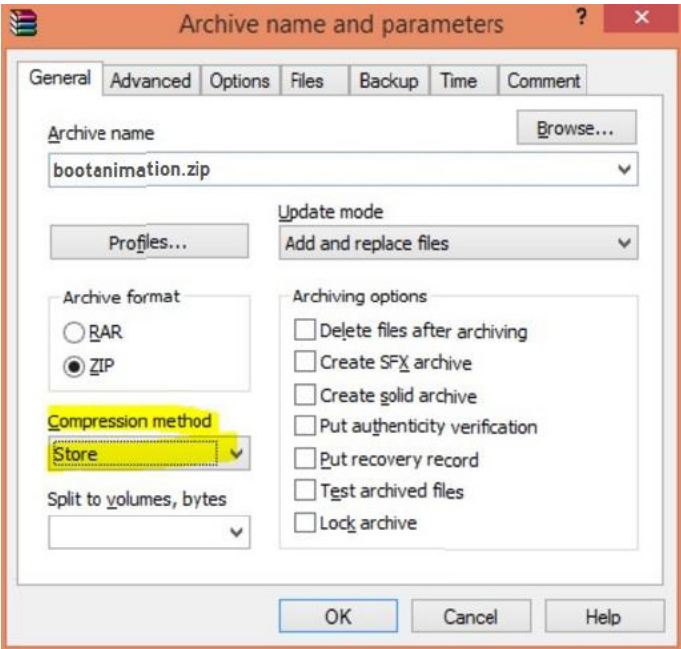 Archive name and parameters
?
General Advanced Options Files Backup Time Comment
Archive name
Browse...
bootanimation.zip
Update mode
Profiles...
Add and replace files
Archive format
RAR
ZIP
Compression method
Store
Split to volumes, bytes
Archiving options
Delete files after archiving
Create SFX archive
Create solid archive
Put authenticity verification
Put recovery record
Test archived files
Lock archive
OK Cancel Help